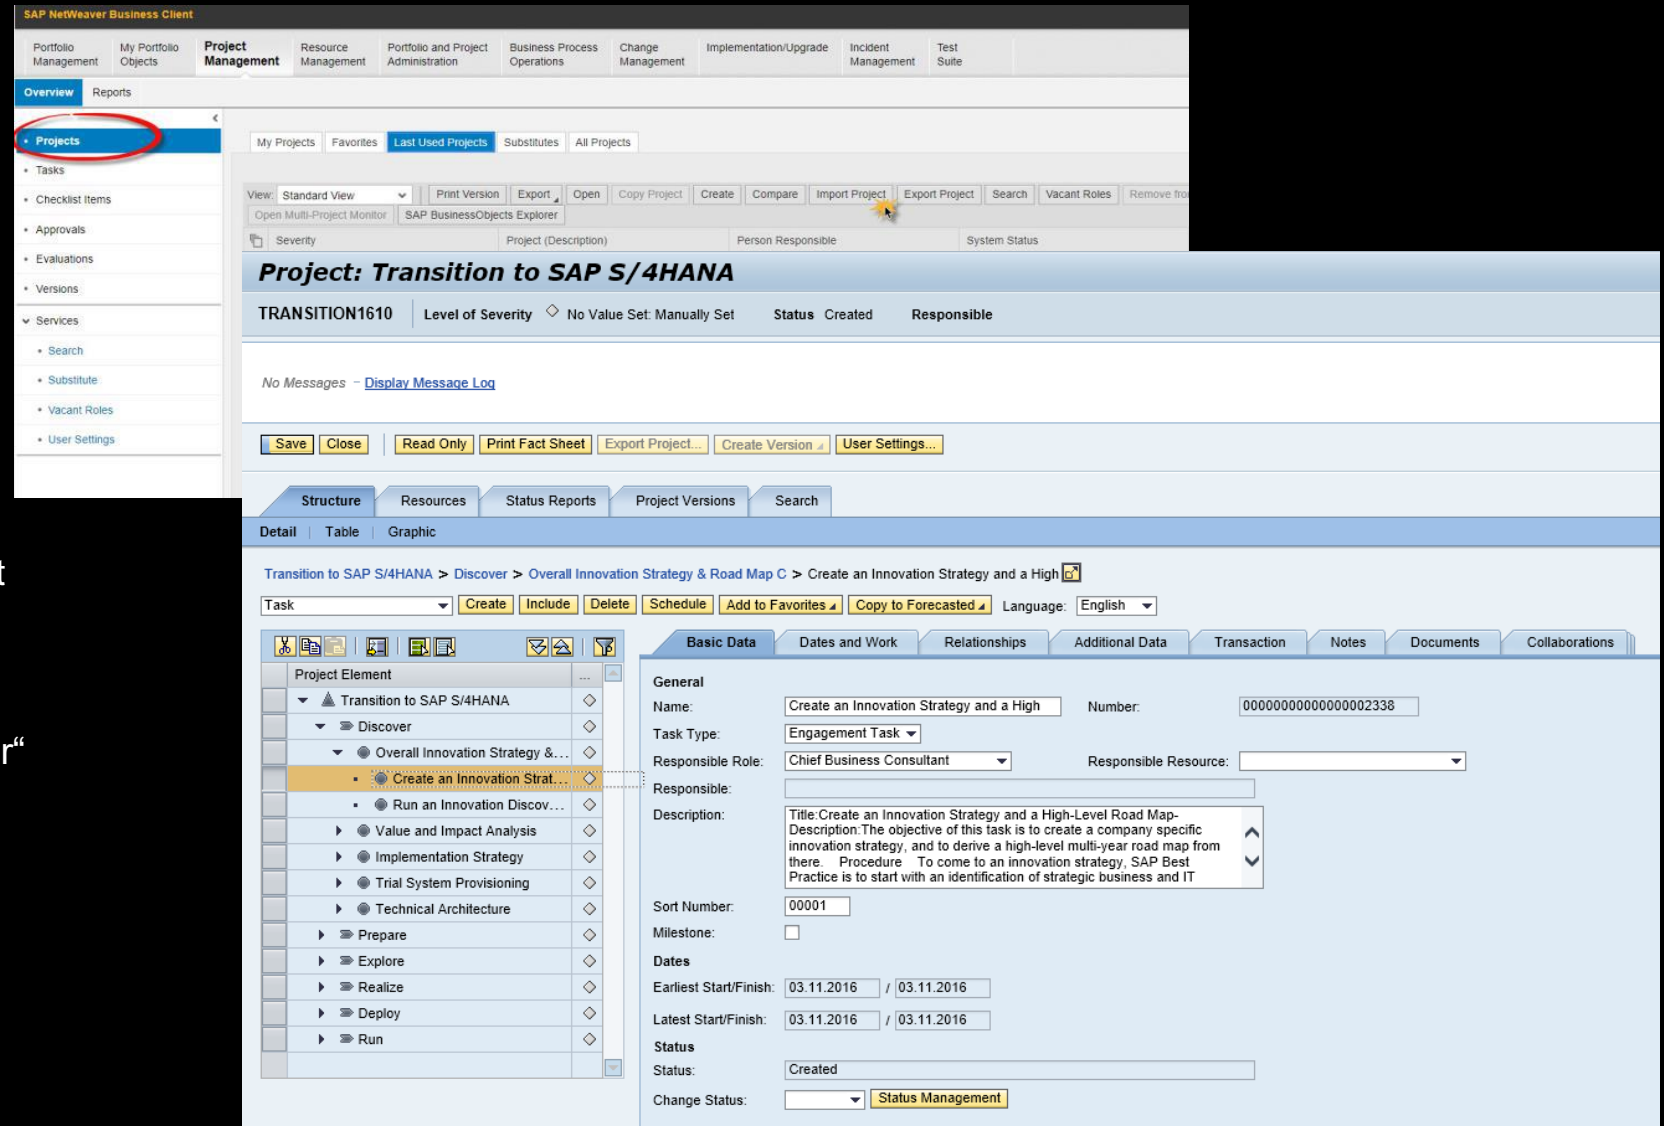 SAP NetWeaver Business Client
Portfolio Management
My Portfolio Objects
Project Management
Resource Management
Portfolio and Project Administration
Business Process Operations
Change Management
Implementation/Upgrade
Incident Management
Test Suite
Overview Reports
Projects
Tasks
Checklist Items
Approvals
Evaluations
Versions
Services
Search
Substitute
Vacant Roles
User Settings
My Projects Favorites Last Used Projects Substitutes All Projects
View: Standard View Print Version Export Open Copy Project Create Compare Import Project Export Project Search Vacant Roles Remove from
Open Multi-Project Monitor SAP BusinessObjects Explorer
Severity Project (Description) Person Responsible System Status
Project: Transition to SAP S/4HANA
TRANSITION1610 Level of Severity No Value Set: Manually Set Status Created Responsible
No Messages - Display Message Log
Save Close Read Only Print Fact Sheet Export Project... Create Version User Settings...
Structure Resources Status Reports Project Versions Search
Detail Table Graphic
t
r“
Transition to SAP S/4HANA > Discover > Overall Innovation Strategy & Road Map C > Create an Innovation Strategy and a High
Task Create Include Delete Schedule Add to Favorites Copy to Forecasted Language: English
Project Element ...
Transition to SAP S/4HANA
Discover
Overall Innovation Strategy &...
Create an Innovation Strat...
Run an Innovation Discov...
Value and Impact Analysis
Implementation Strategy
Trial System Provisioning
Technical Architecture
Prepare
Explore
Realize
Deploy
Run
Basic Data Dates and Work Relationships Additional Data Transaction Notes Documents Collaborations
General
Name: Create an Innovation Strategy and a High Number: 00000000000000002338
Task Type: Engagement Task
Responsible Role: Chief Business Consultant Responsible Resource:
Responsible:
Description: Title:Create an Innovation Strategy and a High-Level Road Map-
Description:The objective of this task is to create a company specific
innovation strategy, and to derive a high-level multi-year road map from
there. Procedure To come to an innovation strategy, SAP Best
Practice is to start with an identification of strategic business and IT
Sort Number: 00001
Milestone:
Dates
Earliest Start/Finish: 03.11.2016 / 03.11.2016
Latest Start/Finish: 03.11.2016 / 03.11.2016
Status
Status: Created
Change Status: Status Management